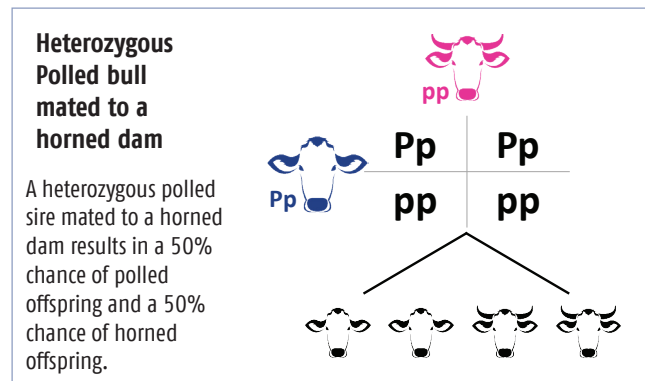 Heterozygous
Polled bull
mated to a
horned dam
A heterozygous polled
sire mated to a horned
dam results in a 50%
chance of polled
offspring and a 50%
chance of horned
offspring.
pp
Pp
Pp Pp
pp pp